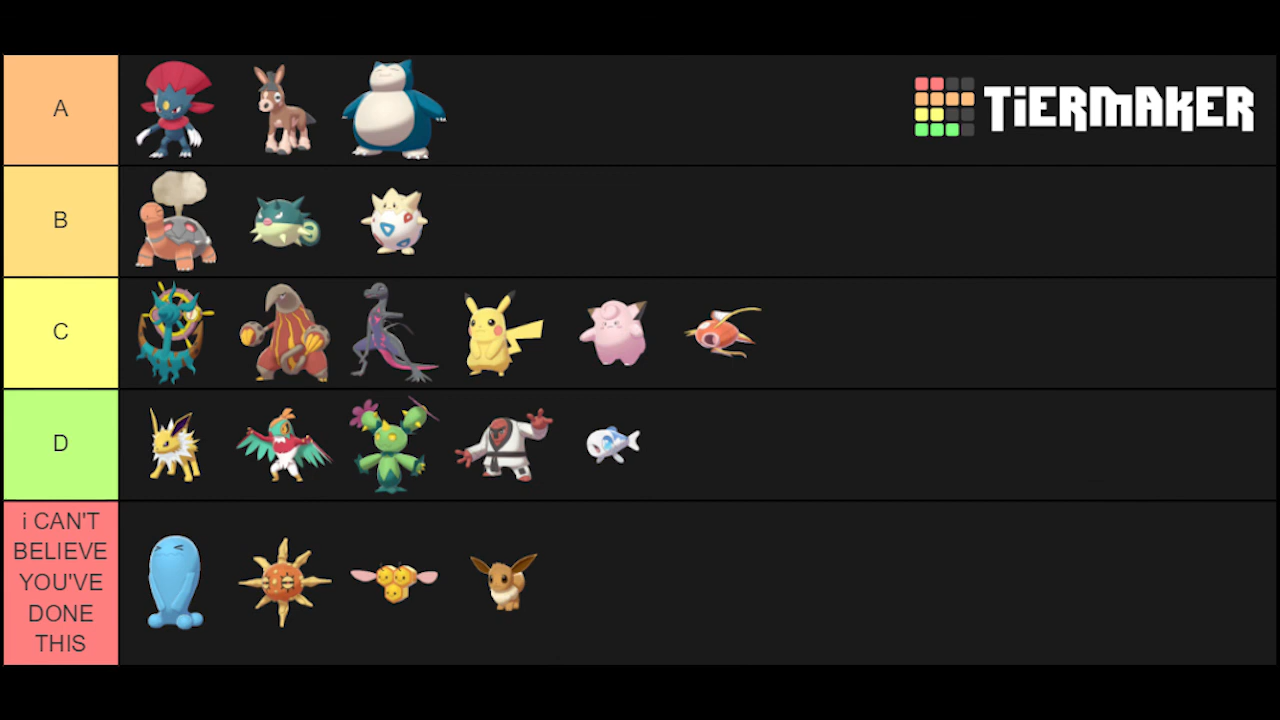 A
TiERMAKER
B
C
D
i CAN'T
BELIEVE
YOU'VE
DONE
THIS